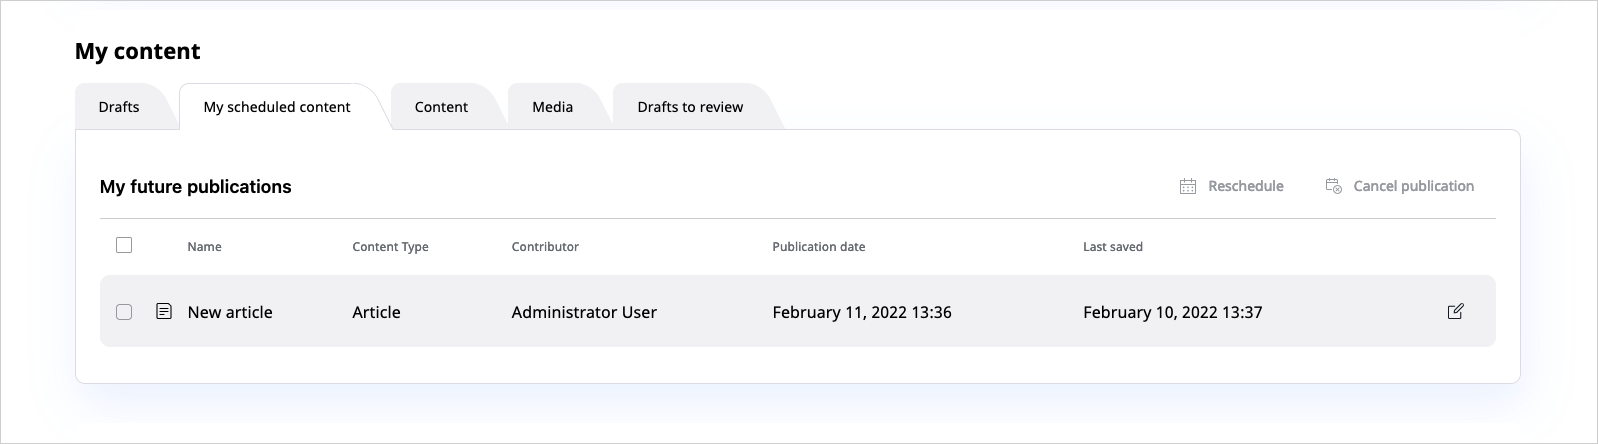 My content
Drafts My scheduled content Content Media Drafts to review
My future publications Reschedule Cancel publication
Name Content Type Contributor Publication date Last saved
New article Article Administrator User February 11, 2022 13:36 February 10, 2022 13:37